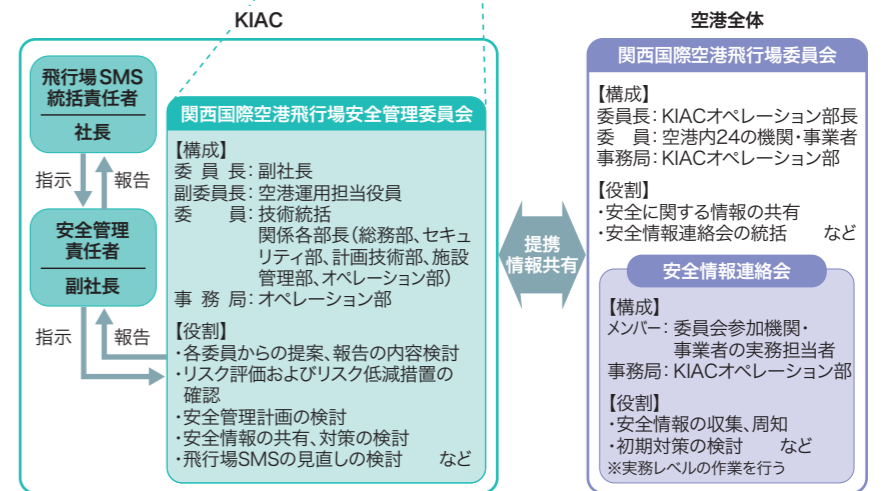 KIAC
飛行場SMS
統括責任者
社長
指示
報告
安全管理
責任者
副社長
指示
報告
関西国際空港飛行場安全管理委員会
【構成】
委員長：副社長
副委員長：空港運用担当役員
委　　員：技術統括
関係各部長（総務部、セキュ
リティ部、計画技術部、施設
管理部、オペレーション部）
事務局：オペレーション部
【役割】
・各委員からの提案、報告の内容検討
・リスク評価およびリスク低減措置の
確認
・安全管理計画の検討
・安全情報の共有、対策の検討
・飛行場SMSの見直しの検討　　など
提携
情報共有
空港全体
関西国際空港飛行場委員会
【構成】
委員長：KIACオペレーション部長
委　員：空港内24の機関・事業者
事務局：KIACオペレーション部
【役割】
・安全に関する情報の共有
・安全情報連絡会の統括　　など
安全情報連絡会
【構成】
メンバー：委員会参加機関・
事業者の実務担当者
事務局：KIACオペレーション部
【役割】
・安全情報の収集、周知
・初期対策の検討　　など
※実務レベルの作業を行う